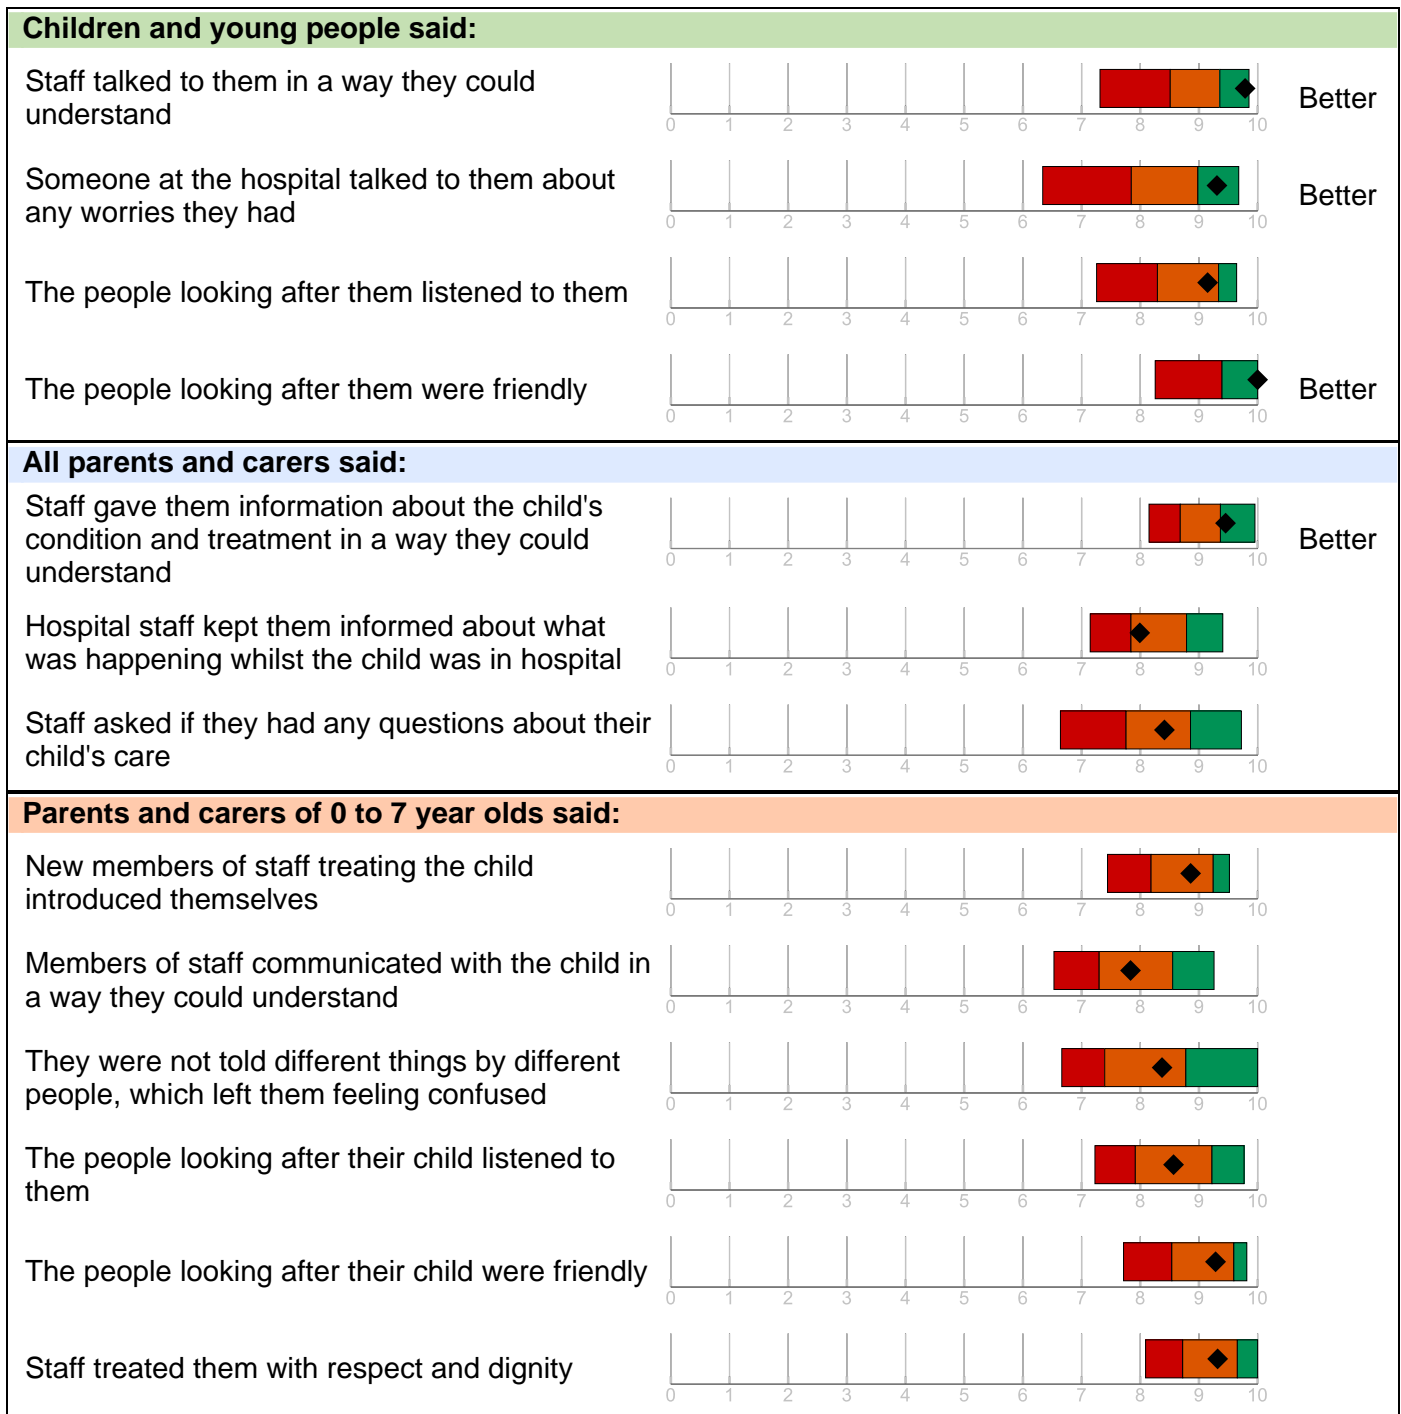 Children and young people said:
Staff talked to them in a way they could
understand
0 1 2 3 4 5 6 7 8 9 10
Better
Someone at the hospital talked to them about
any worries they had
0 1 2 3 4 5 6 7 8 9 10
Better
The people looking after them listened to them
0 1 2 3 4 5 6 7 8 9 10
The people looking after them were friendly
0 1 2 3 4 5 6 7 8 9 10
Better
All parents and carers said:
Staff gave them information about the child's
condition and treatment in a way they could
understand
0 1 2 3 4 5 6 7 8 9 10
Better
Hospital staff kept them informed about what
was happening whilst the child was in hospital
0 1 2 3 4 5 6 7 8 9 10
Staff asked if they had any questions about their
child's care
0 1 2 3 4 5 6 7 8 9 10
Parents and carers of 0 to 7 year olds said:
New members of staff treating the child
introduced themselves
0 1 2 3 4 5 6 7 8 9 10
Members of staff communicated with the child in
a way they could understand
0 1 2 3 4 5 6 7 8 9 10
They were not told different things by different
people, which left them feeling confused
0 1 2 3 4 5 6 7 8 9 10
The people looking after their child listened to
them
0 1 2 3 4 5 6 7 8 9 10
The people looking after their child were friendly
0 1 2 3 4 5 6 7 8 9 10
Staff treated them with respect and dignity
0 1 2 3 4 5 6 7 8 9 10